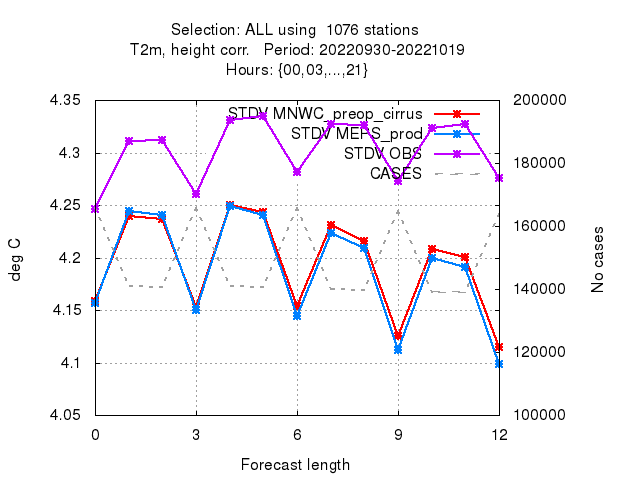 Selection: ALL using  1076 stations
T2m, height corr.   Period: 20220930-20221019
Hours: {00,03,...,21}
4.35
4.3
4.25
4.2
4.15
4.1
4.05
200000
180000
160000
140000
120000
100000
STDV MNWC_preop_cirrus
STDV MEPS_prod
STDV OBS
CASES
deg C
No cases
0 3 6 9 12
Forecast length